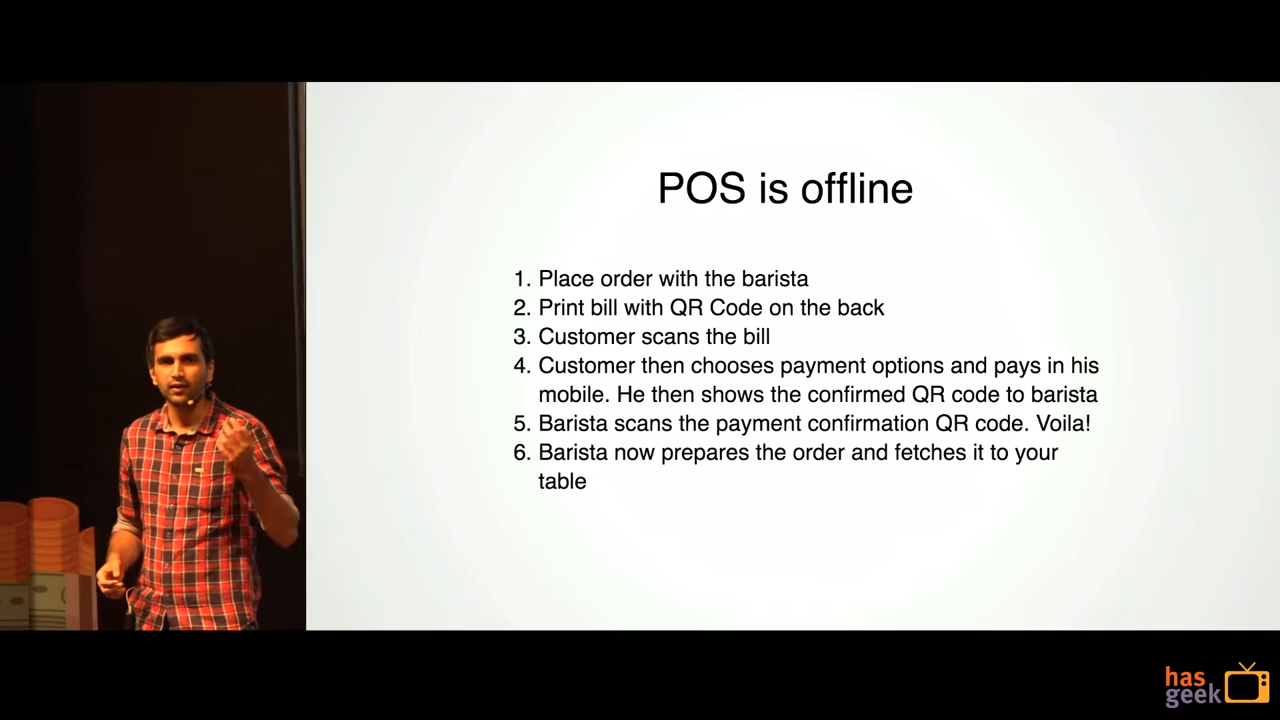 POS is offline
1. Place order with the barista
2. Print bill with QR Code on the back
3. Customer scans the bill
4. Customer then chooses payment options and pays in his
mobile. He then shows the confirmed QR code to barista
5. Barista scans the payment confirmation QR code. Voila!
6. Barista now prepares the order and fetches it to your
table
has
geek